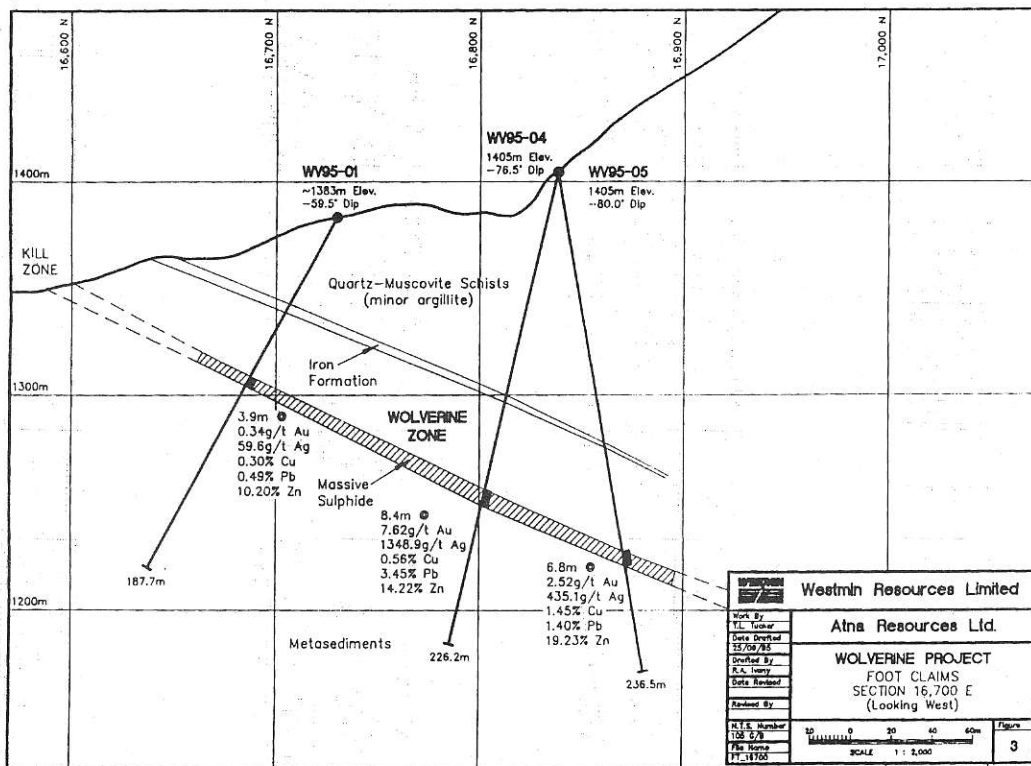 16,600 N
16,700 N
16,800 N
16,900 N
17,000 N
WV95-04
1405m Elev.
-76.5° Dip
WV95-01
~1383m Elev.
-59.5° Dip
WV95-05
1405m Elev.
-80.0° Dip
1400m
KILL
ZONE
Quartz-Muscovite Schists
(minor argillite)
Iron
Formation
1300m
WOLVERINE
ZONE
3.9m @
0.34g/t Au
59.6g/t Ag
0.30% Cu
0.49% Pb
10.20% Zn
Massive
Sulphide
8.4m @
7.62g/t Au
1348.9g/t Ag
0.56% Cu
3.45% Pb
14.22% Zn
6.8m @
2.52g/t Au
435.1g/t Ag
1.45% Cu
1.40% Pb
19.23% Zn
187.7m
1200m
Metasediments
226.2m
236.5m
Westmin Resources Limited
Work By
T.L. Tucker
Date Drafted
Drafted By
R.A. Ivany
Date Revised
Revised By
N.T.S. Number
File Name
FT_16700
Atna Resources Ltd.
WOLVERINE PROJECT
FOOT CLAIMS
SECTION 16,700 E
(Looking West)
20 0 20 40 60m
SCALE 1 : 2,000
Figure
3